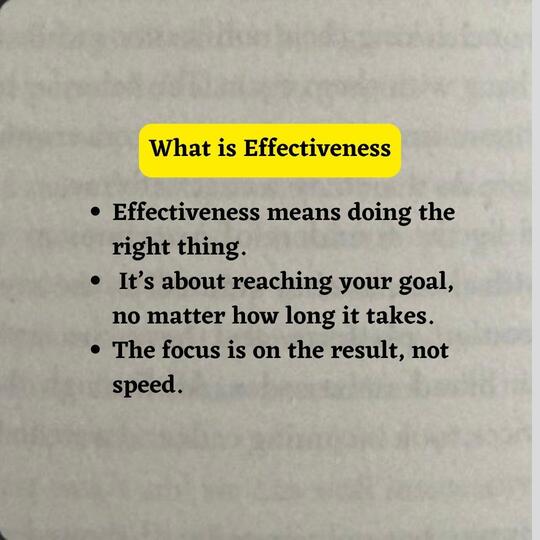 What is Effectiveness
• Effectiveness means doing the
right thing.
• It’s about reaching your goal,
no matter how long it takes.
• The focus is on the result, not
speed.